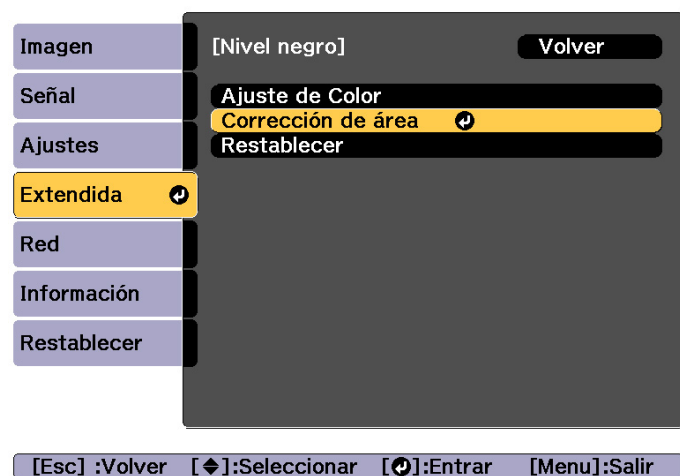 Imagen
Señal
Ajustes
Extendida
Red
Información
Restablecer
[Nivel negro] Volver
Ajuste de Color
Corrección de área
Restablecer
[Esc] :Volver [◆]:Seleccionar [↵]:Entrar [Menu]:Salir